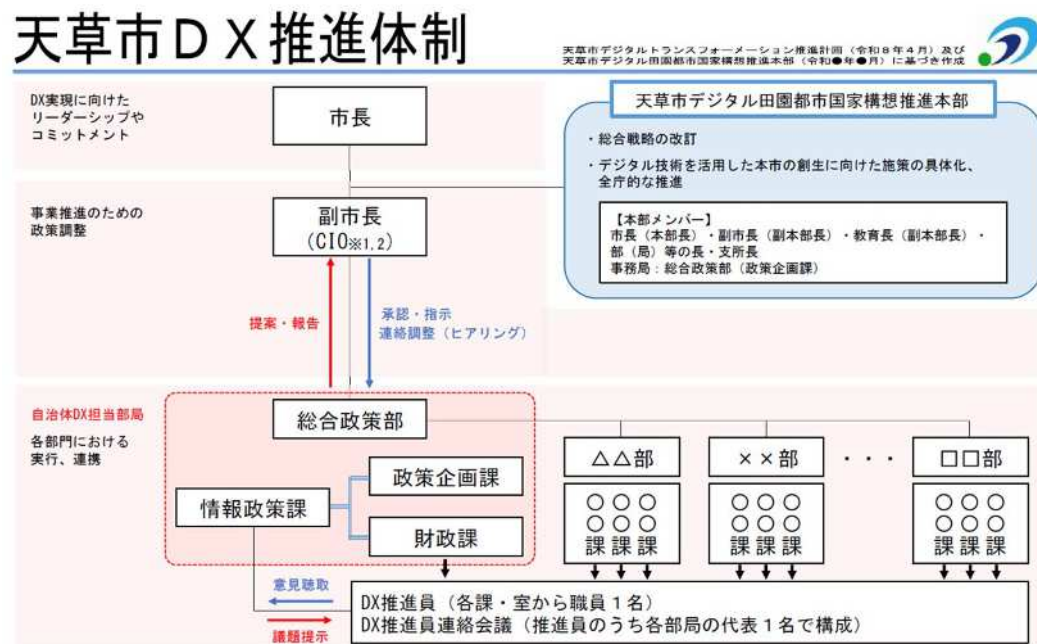 天草市ＤＸ推進体制
天草市デジタルトランスフォーメーション推進計画（令和８年４月）及び
天草市デジタル田園都市国家構想推進本部（令和●年●月）に基づき作成
DX実現に向けた
リーダーシップや
コミットメント
市長
天草市デジタル田園都市国家構想推進本部
・総合戦略の改訂
・デジタル技術を活用した本市の創生に向けた施策の具体化、
全庁的な推進
【本部メンバー】
市長（本部長）・副市長（副本部長）・教育長（副本部長）・
部（局）等の長・支所長
事務局：総合政策部（政策企画課）
事業推進のための
政策調整
副市長
（CIO※1,2）
提案・報告
承認・指示
連絡調整（ヒアリング）
自治体DX担当部局
各部門における
実行、連携
総合政策部
政策企画課
情報政策課
財政課
△△部
××部
・・・
□□部
○○○
○○○
課課課
○○○
○○○
課課課
○○○
○○○
課課課
意見聴取
議題提示
DX推進員（各課・室から職員１名）
DX推進員連絡会議（推進員のうち各部局の代表１名で構成）